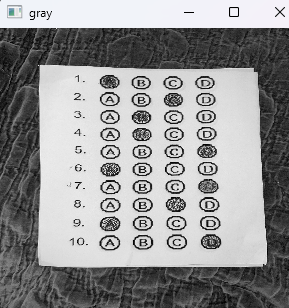 gray
1. B C D
2. A B D
3. A C D
4. A C D
5. A B C
6. B C D
7. A B C
8. A B D
9. B C D
10. A B C